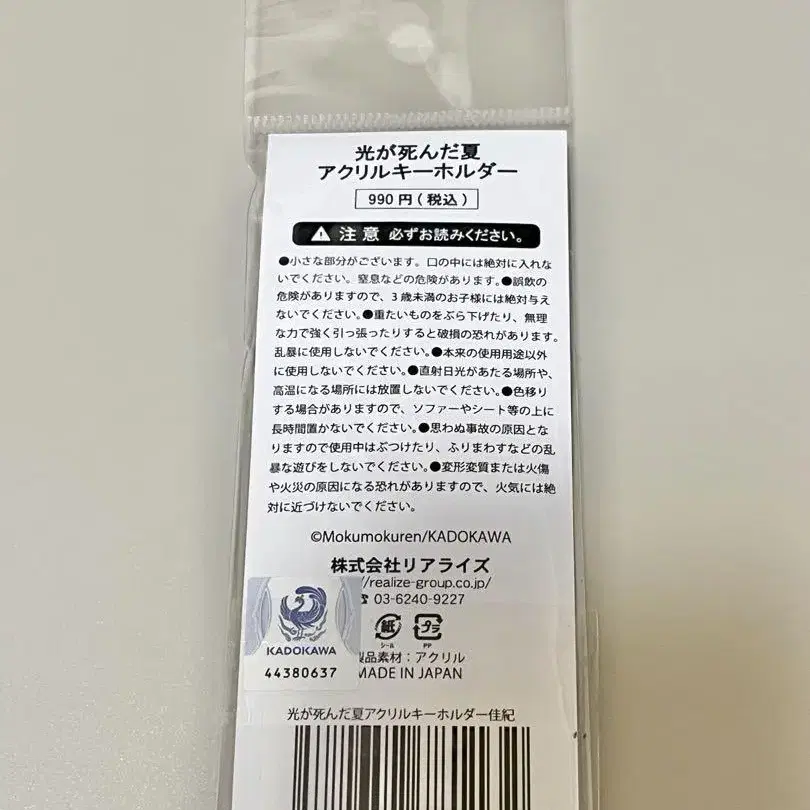 光が死んだ夏
アクリルキーホルダー
990円(税込)
注意 必ずお読みください。
●小さな部分がございます。口の中には絶対に入れな
いでください。窒息などの危険があります。●誤飲の
危険がありますので、3歳未満のお子様には絶対与え
ないでください。●重たいものをぶら下げたり、無理
な力で強く引っ張ったりすると破損の恐れがあります。
乱暴に使用しないでください。●本来の使用用途以外
に使用しないでください。●直射日光があたる場所や、
高温になる場所には放置しないでください。●色移り
する場合がありますので、ソファーやシート等の上に
長時間置かないでください。●思わぬ事故の原因とな
りますので使用中はぶつけたり、ふりまわすなどの乱
暴な遊びをしないでください。●変形変質または火傷
や火災の原因になる恐れがありますので、火気には絶
対に近づけないでください。
©Mokumokuren/KADOKAWA
株式会社リアライズ
//realize-group.co.jp/
☎ 03-6240-9227
紙 プラ
シール PP
KADOKAWA
44380637
製品素材:アクリル
MADE IN JAPAN
光が死んだ夏アクリルキーホルダー佳紀